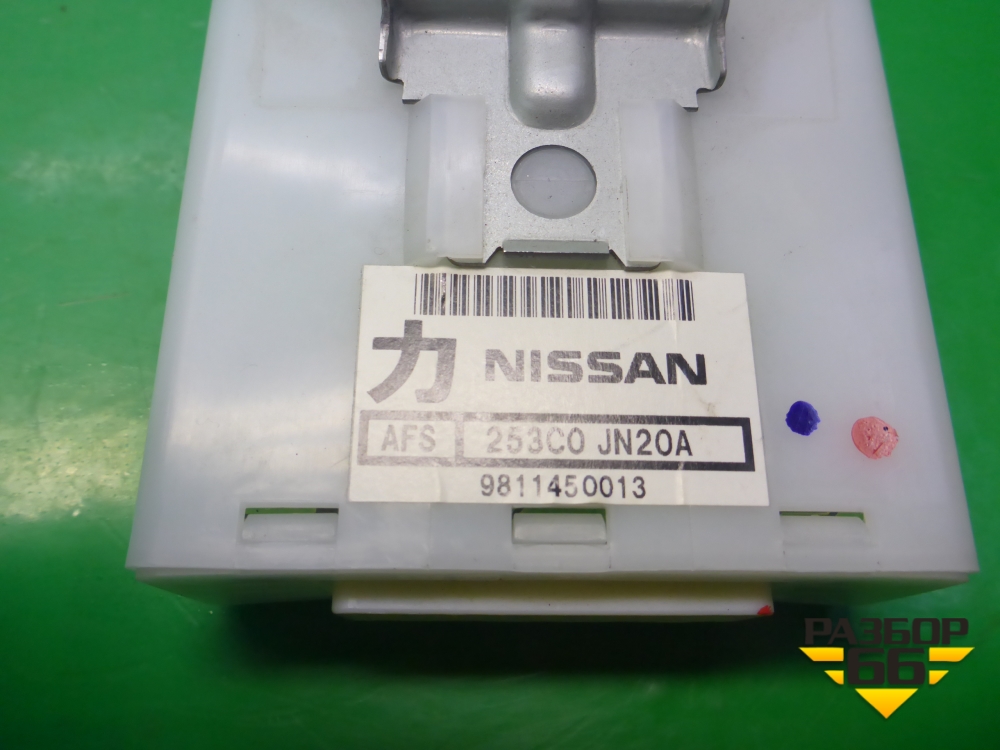 力 NISSAN
AFS 253C0 JN20A
9811450013
РАЗБОР
66